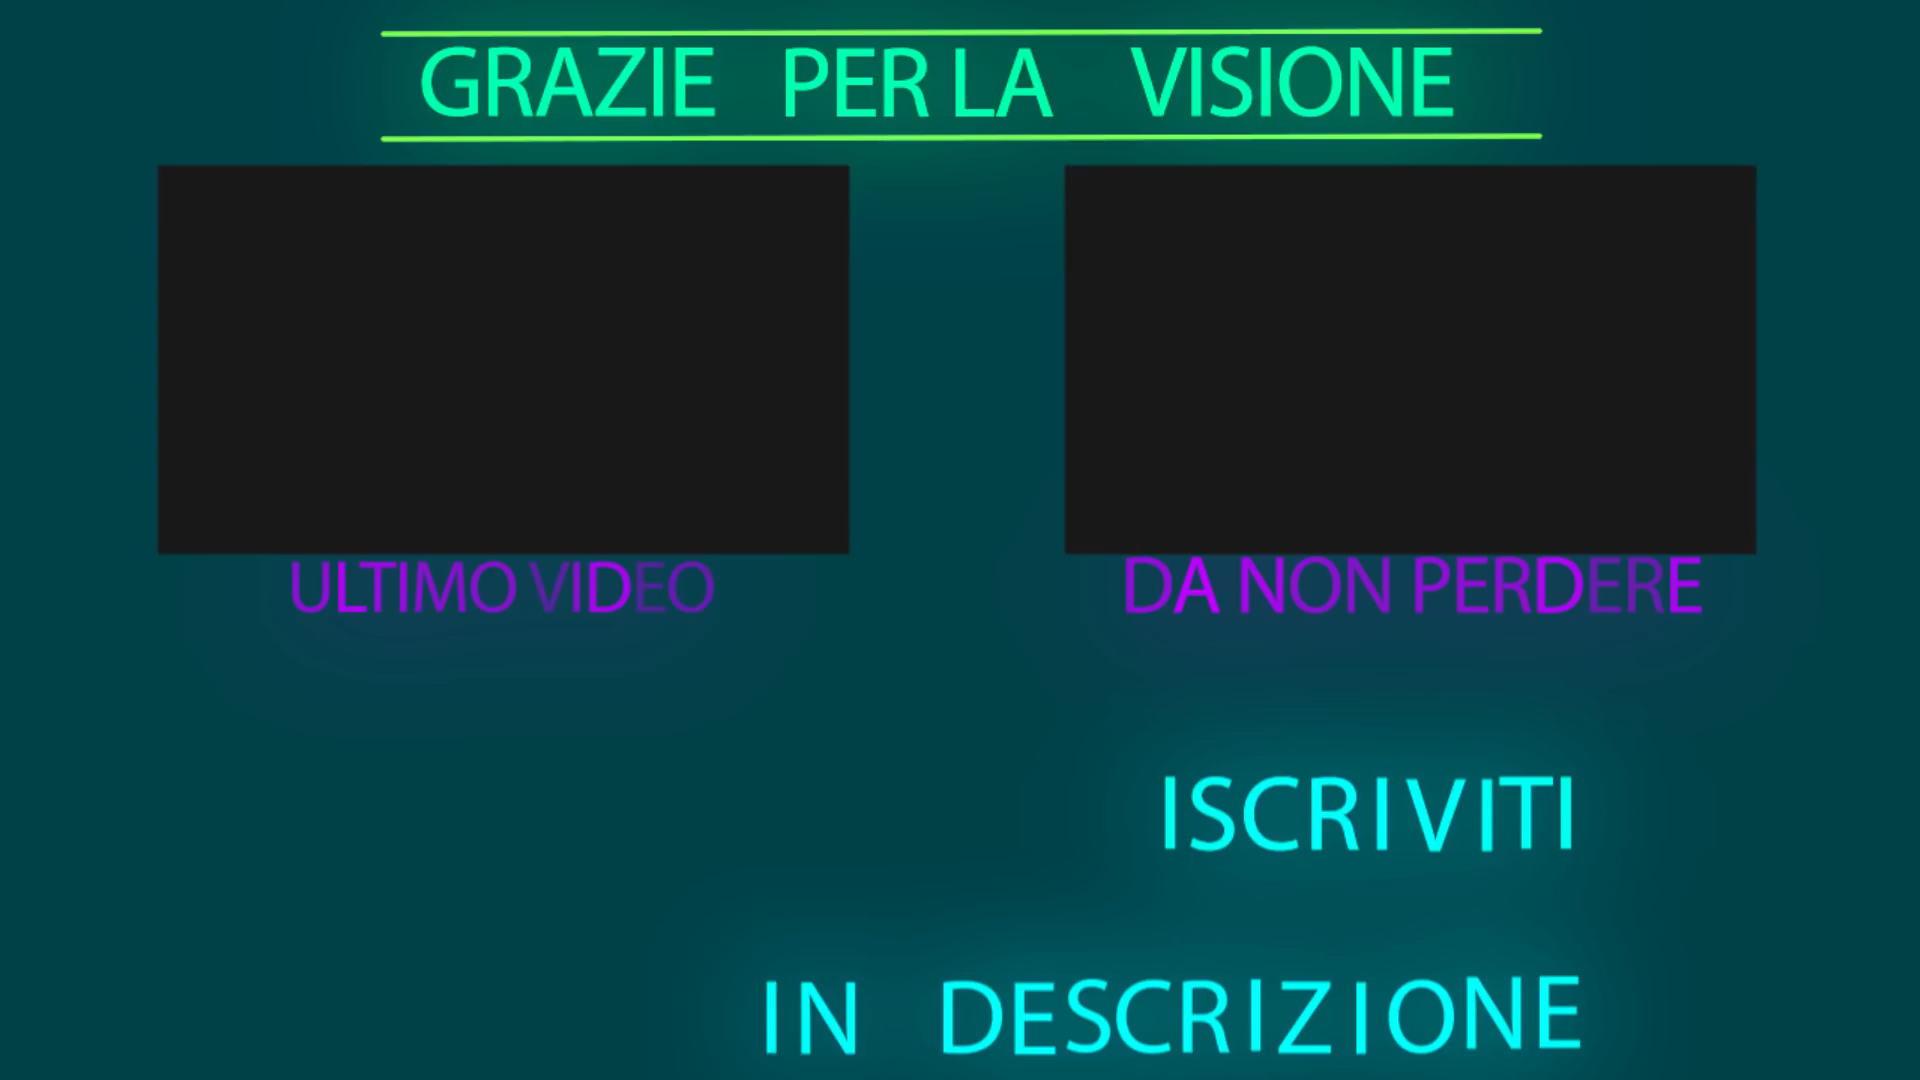 GRAZIE PER LA VISIONE
ULTIMO VIDEO
DA NON PERDERE
ISCRIVITI
IN DESCRIZIONE